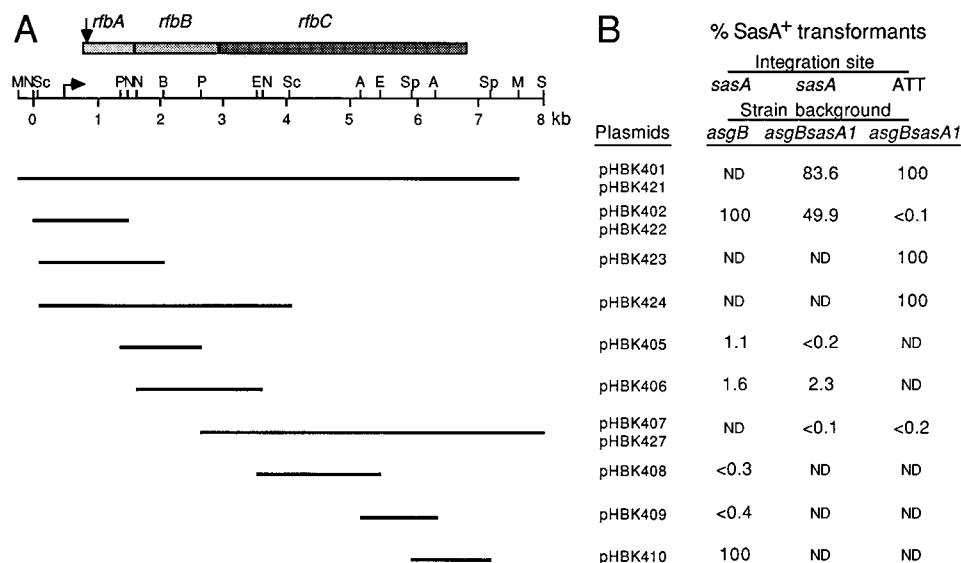 A
rfbA rfbB rfbC
MN Sc PNN B P EN Sc A E Sp A Sp M S
0 1 2 3 4 5 6 7 8 kb
B
% SasA+ transformants
Integration site
sasA sasA ATT
Strain background
Plasmids asgB asgBsasA1 asgBsasA1
pHBK401
pHBK421 ND 83.6 100
pHBK402
pHBK422 100 49.9 <0.1
pHBK423 ND ND 100
pHBK424 ND ND 100
pHBK405 1.1 <0.2 ND
pHBK406 1.6 2.3 ND
pHBK407
pHBK427 ND <0.1 <0.2
pHBK408 <0.3 ND ND
pHBK409 <0.4 ND ND
pHBK410 100 ND ND